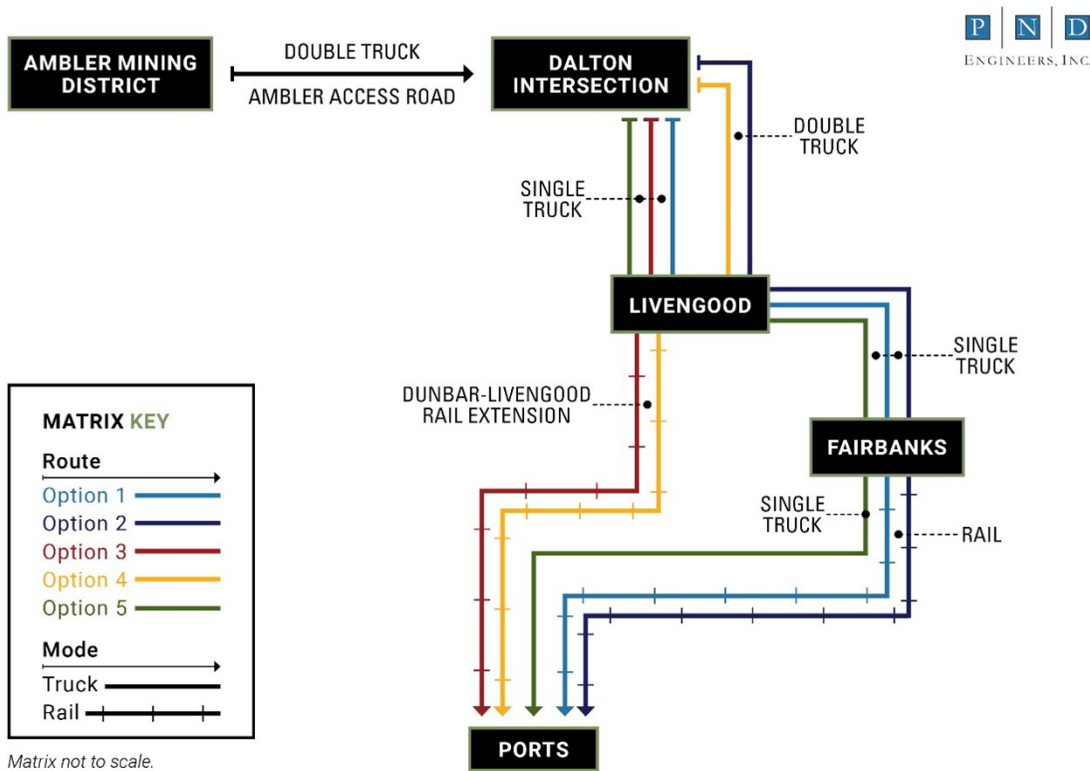 P N D
ENGINEERS, INC.
AMBLER MINING
DISTRICT
DOUBLE TRUCK
AMBLER ACCESS ROAD
DALTON
INTERSECTION
DOUBLE
TRUCK
SINGLE
TRUCK
LIVENGOOD
SINGLE
TRUCK
DUNBAR-LIVENGOOD
RAIL EXTENSION
FAIRBANKS
SINGLE
TRUCK
RAIL
PORTS
MATRIX KEY
Route
Option 1
Option 2
Option 3
Option 4
Option 5
Mode
Truck
Rail
Matrix not to scale.